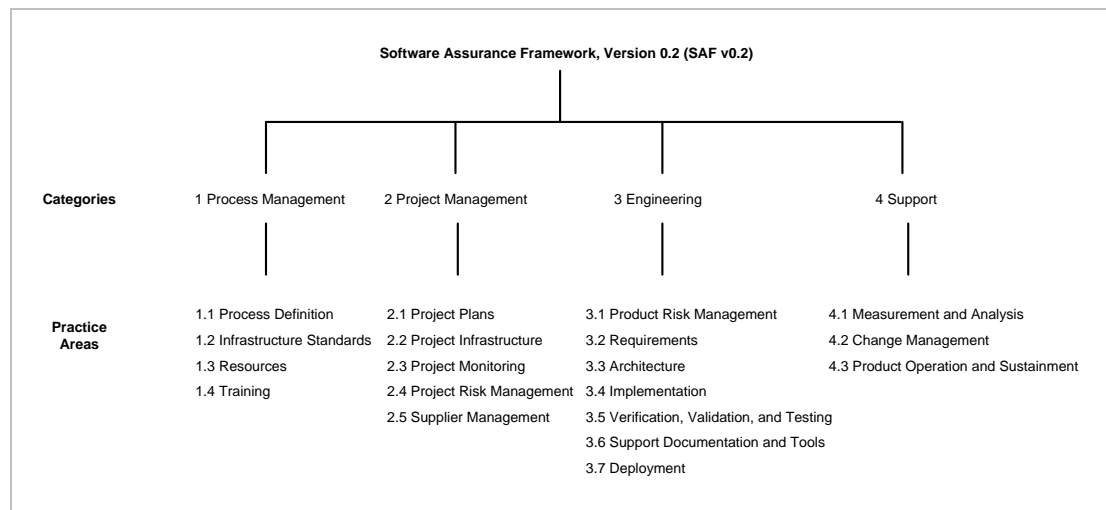 Software Assurance Framework, Version 0.2 (SAF v0.2)
Categories
1 Process Management
2 Project Management
3 Engineering
4 Support
Practice
Areas
1.1 Process Definition
1.2 Infrastructure Standards
1.3 Resources
1.4 Training
2.1 Project Plans
2.2 Project Infrastructure
2.3 Project Monitoring
2.4 Project Risk Management
2.5 Supplier Management
3.1 Product Risk Management
3.2 Requirements
3.3 Architecture
3.4 Implementation
3.5 Verification, Validation, and Testing
3.6 Support Documentation and Tools
3.7 Deployment
4.1 Measurement and Analysis
4.2 Change Management
4.3 Product Operation and Sustainment